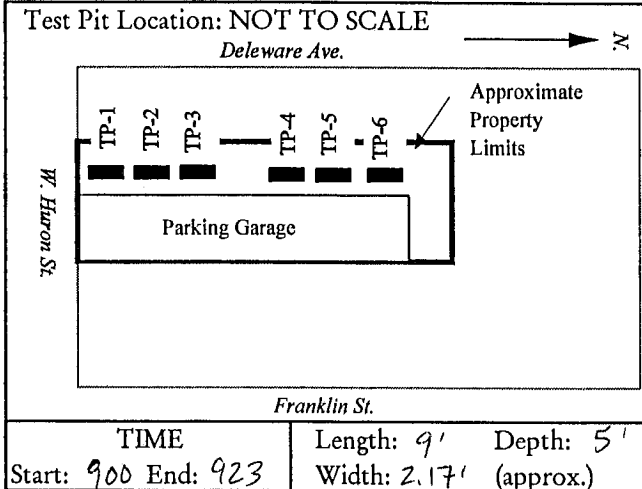 Test Pit Location: NOT TO SCALE
N.
Deleware Ave.
Approximate
Property
Limits
TP-1 TP-2 TP-3 TP-4 TP-5 TP-6
W. Huron St.
Parking Garage
Franklin St.
TIME
Start: 900 End: 923
Length: 9' Depth: 5'
Width: 2.17' (approx.)